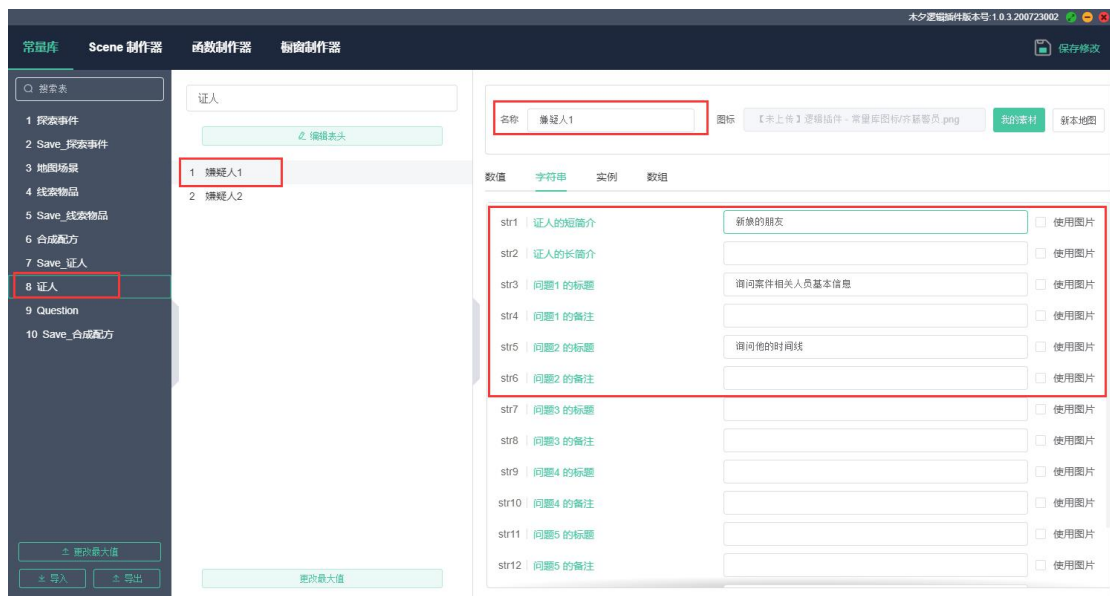 木夕逻辑插件版本号:1.0.3.200723002
常量库 Scene 制作器 函数制作器 橱窗制作器 保存修改
搜索表
1 探索事件
2 Save_探索事件
3 地图场景
4 线索物品
5 Save_线索物品
6 合成配方
7 Save_证人
8 证人
9 Question
10 Save_合成配方
更改最大值
导入 导出
证人
编辑表头
1 嫌疑人1
2 嫌疑人2
更改最大值
名称 嫌疑人1 图标 【未上传】逻辑插件 - 常量库图标/亦藤警员.png 我的素材 新本地图
数值 字符串 实例 数组
str1 证人的短简介 新娘的朋友 使用图片
str2 证人的长简介 使用图片
str3 问题1 的标题 询问案件相关人员基本信息 使用图片
str4 问题1 的备注 使用图片
str5 问题2 的标题 询问他的时间线 使用图片
str6 问题2 的备注 使用图片
str7 问题3 的标题 使用图片
str8 问题3 的备注 使用图片
str9 问题4 的标题 使用图片
str10 问题4 的备注 使用图片
str11 问题5 的标题 使用图片
str12 问题5 的备注 使用图片